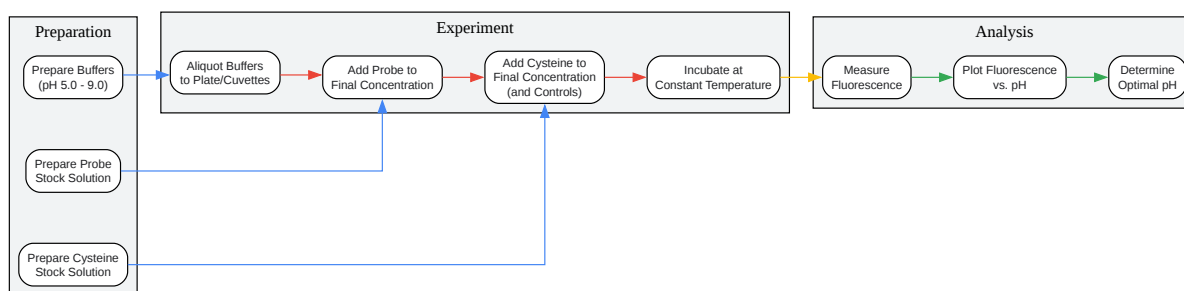 Preparation
Prepare Buffers
(pH 5.0 - 9.0)
Prepare Probe
Stock Solution
Prepare Cysteine
Stock Solution
Experiment
Aliquot Buffers
to Plate/Cuvettes
Add Probe to
Final Concentration
Add Cysteine to
Final Concentration
(and Controls)
Incubate at
Constant Temperature
Analysis
Measure
Fluorescence
Plot Fluorescence
vs. pH
Determine
Optimal pH